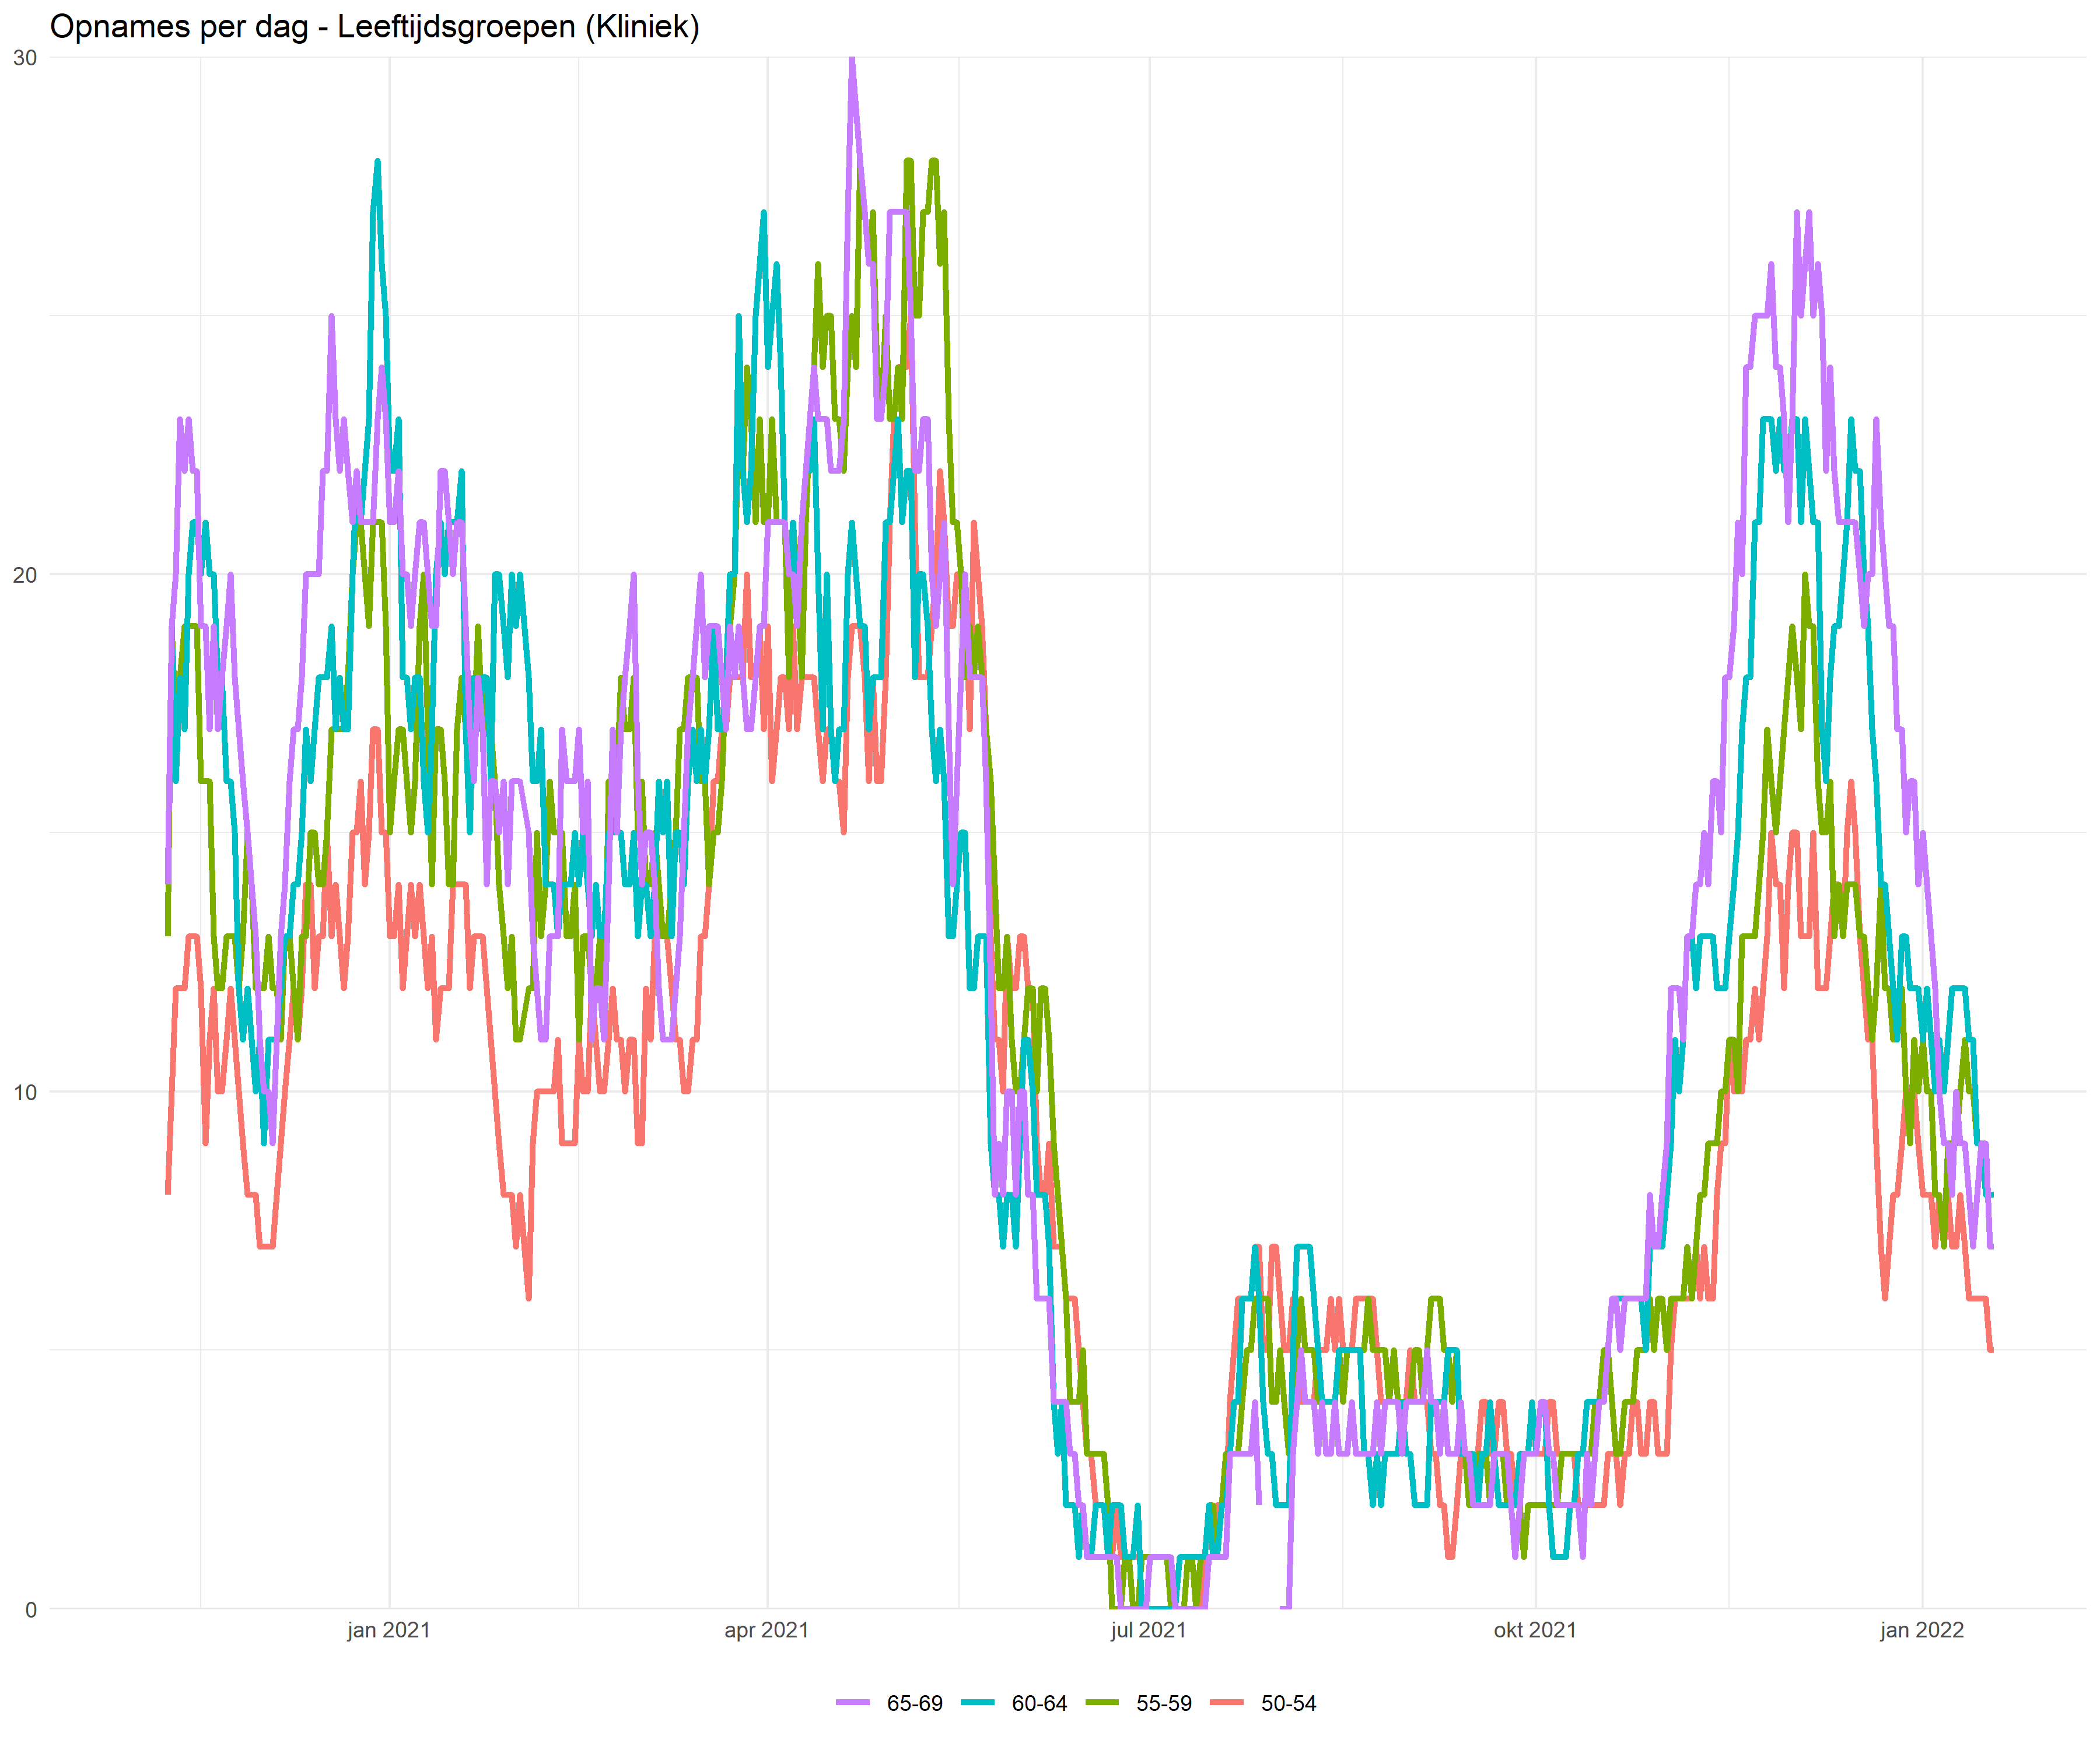 Opnames per dag - Leeftijdsgroepen (Kliniek)
30
20
10
0
jan 2021 apr 2021 jul 2021 okt 2021 jan 2022
65-69 60-64 55-59 50-54